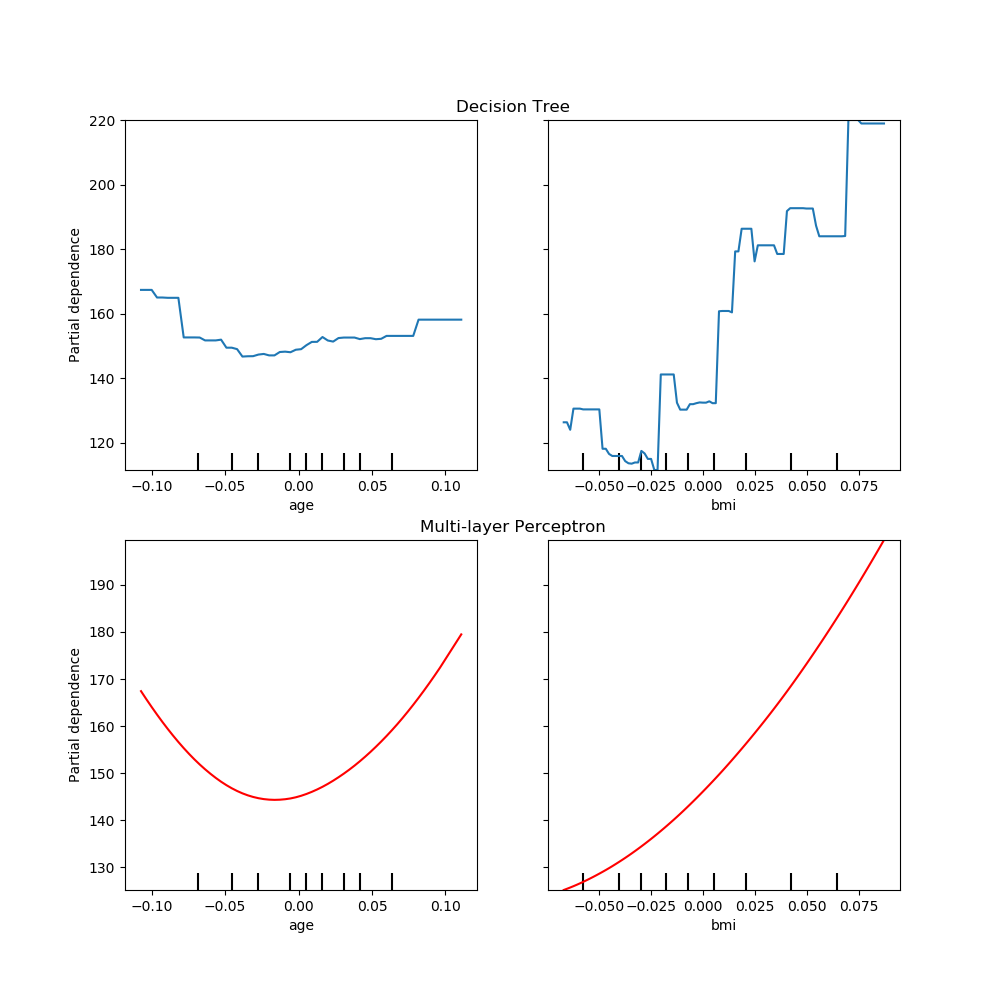 Decision Tree
220
200
180
160
140
120
Partial dependence
−0.10 −0.05 0.00 0.05 0.10
age
−0.050 −0.025 0.000 0.025 0.050 0.075
bmi
Multi-layer Perceptron
190
180
170
160
150
140
130
Partial dependence
−0.10 −0.05 0.00 0.05 0.10
age
−0.050 −0.025 0.000 0.025 0.050 0.075
bmi